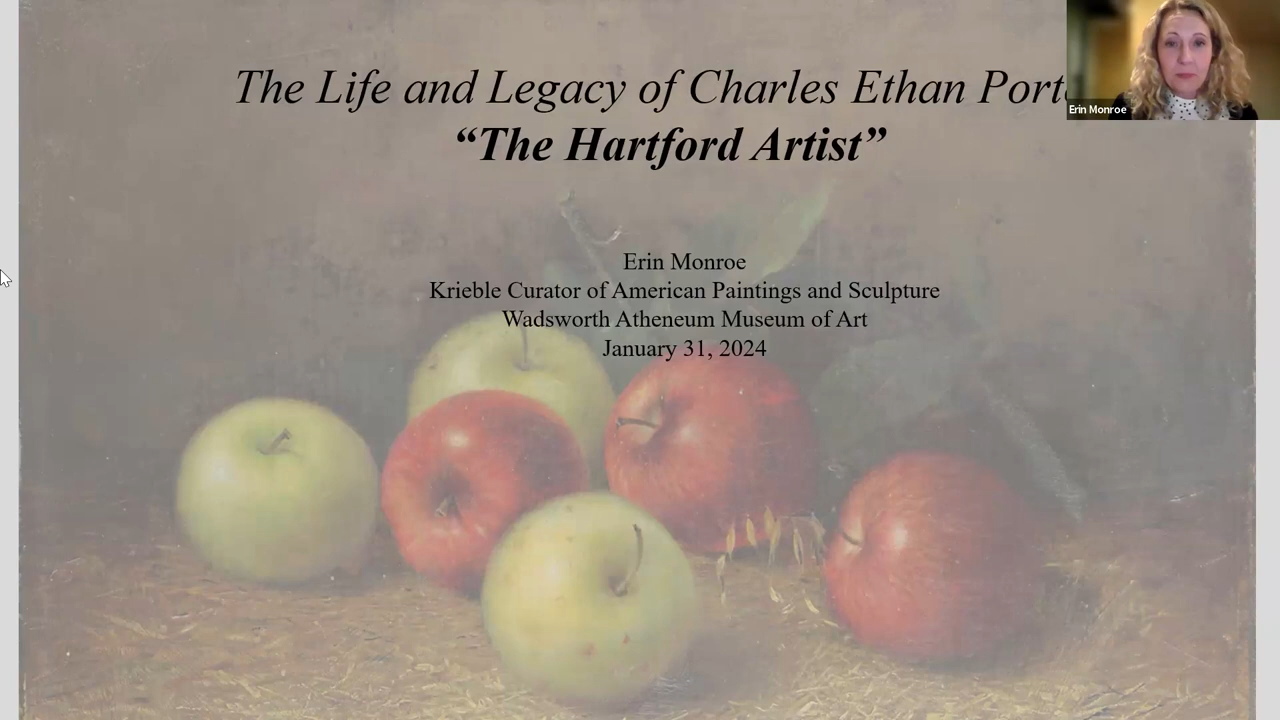 The Life and Legacy of Charles Ethan Port
“The Hartford Artist”
Erin Monroe
Erin Monroe
Krieble Curator of American Paintings and Sculpture
Wadsworth Atheneum Museum of Art
January 31, 2024